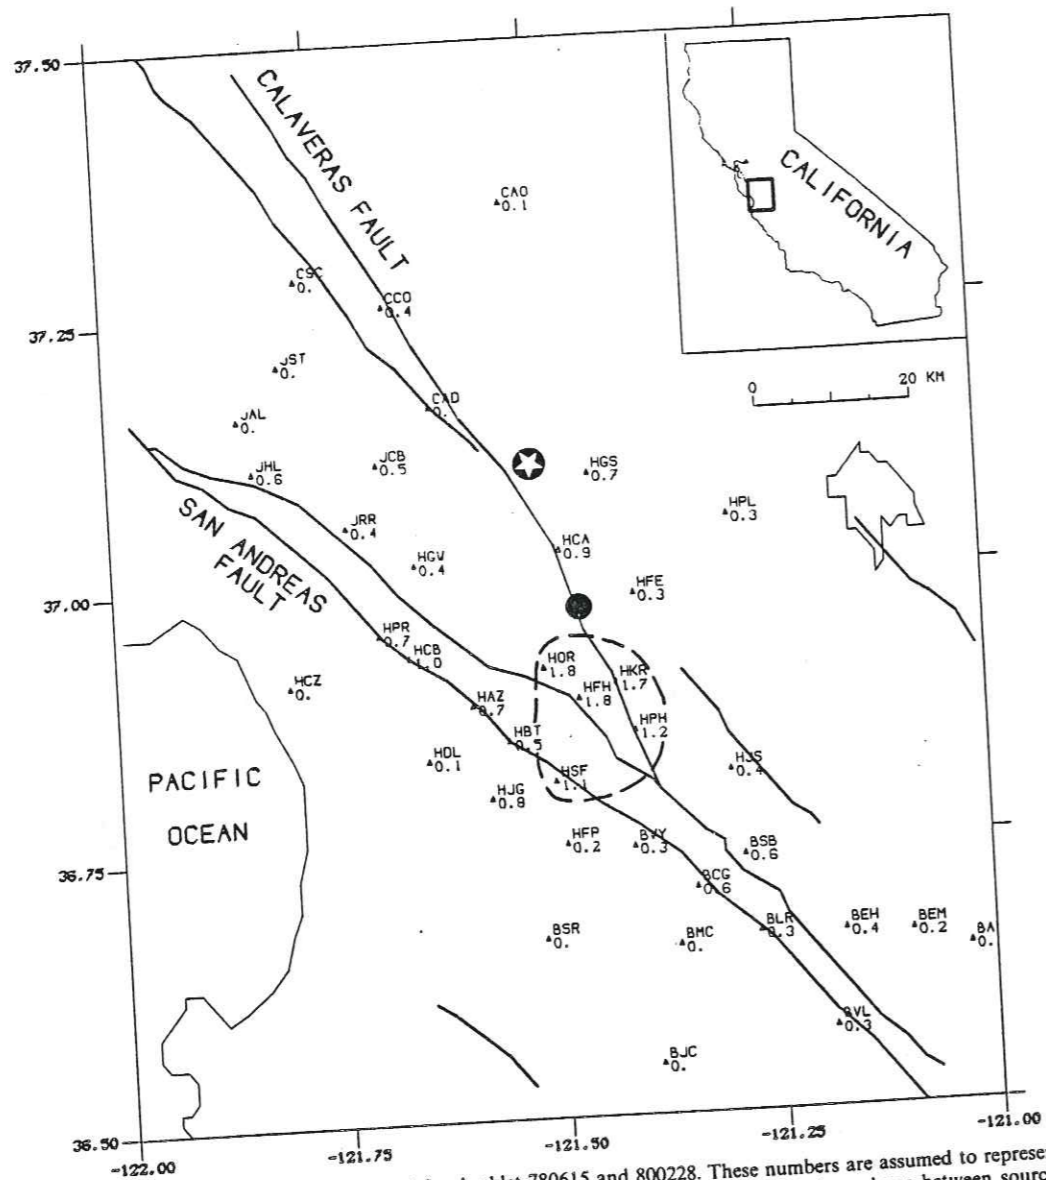 37.50
CALAVERAS FAULT
CALIFORNIA
CAO
0.1
CSC
0.
CCO
0.4
37.25
JST
0.
0 20 KM
CAD
0.
JAL
0.
JHL
0.6
JCB
0.5
HGS
0.7
HPL
0.3
SAN ANDREAS
FAULT
JRR
0.4
HCA
0.9
HGW
0.4
HFE
0.3
37.00
HPR
0.7
HCB
1.0
HOR
1.8
HKR
1.7
HCZ
0.
HAZ
0.7
HFH
1.8
HPH
1.2
HBT
0.5
HDL
0.1
HSF
1.1
HJS
0.4
PACIFIC
OCEAN
HJG
0.8
HFP
0.2
BVY
0.3
BSB
0.6
36.75
BCG
0.6
BSR
0.
BMC
0.
BLR
0.3
BEH
0.4
BEM
0.2
BA
0.
BVL
0.3
BJC
0.
36.50
-122.00
-121.75
-121.50
-121.25
-121.00
780615 and 800228. These numbers are assumed to represe
between sourc